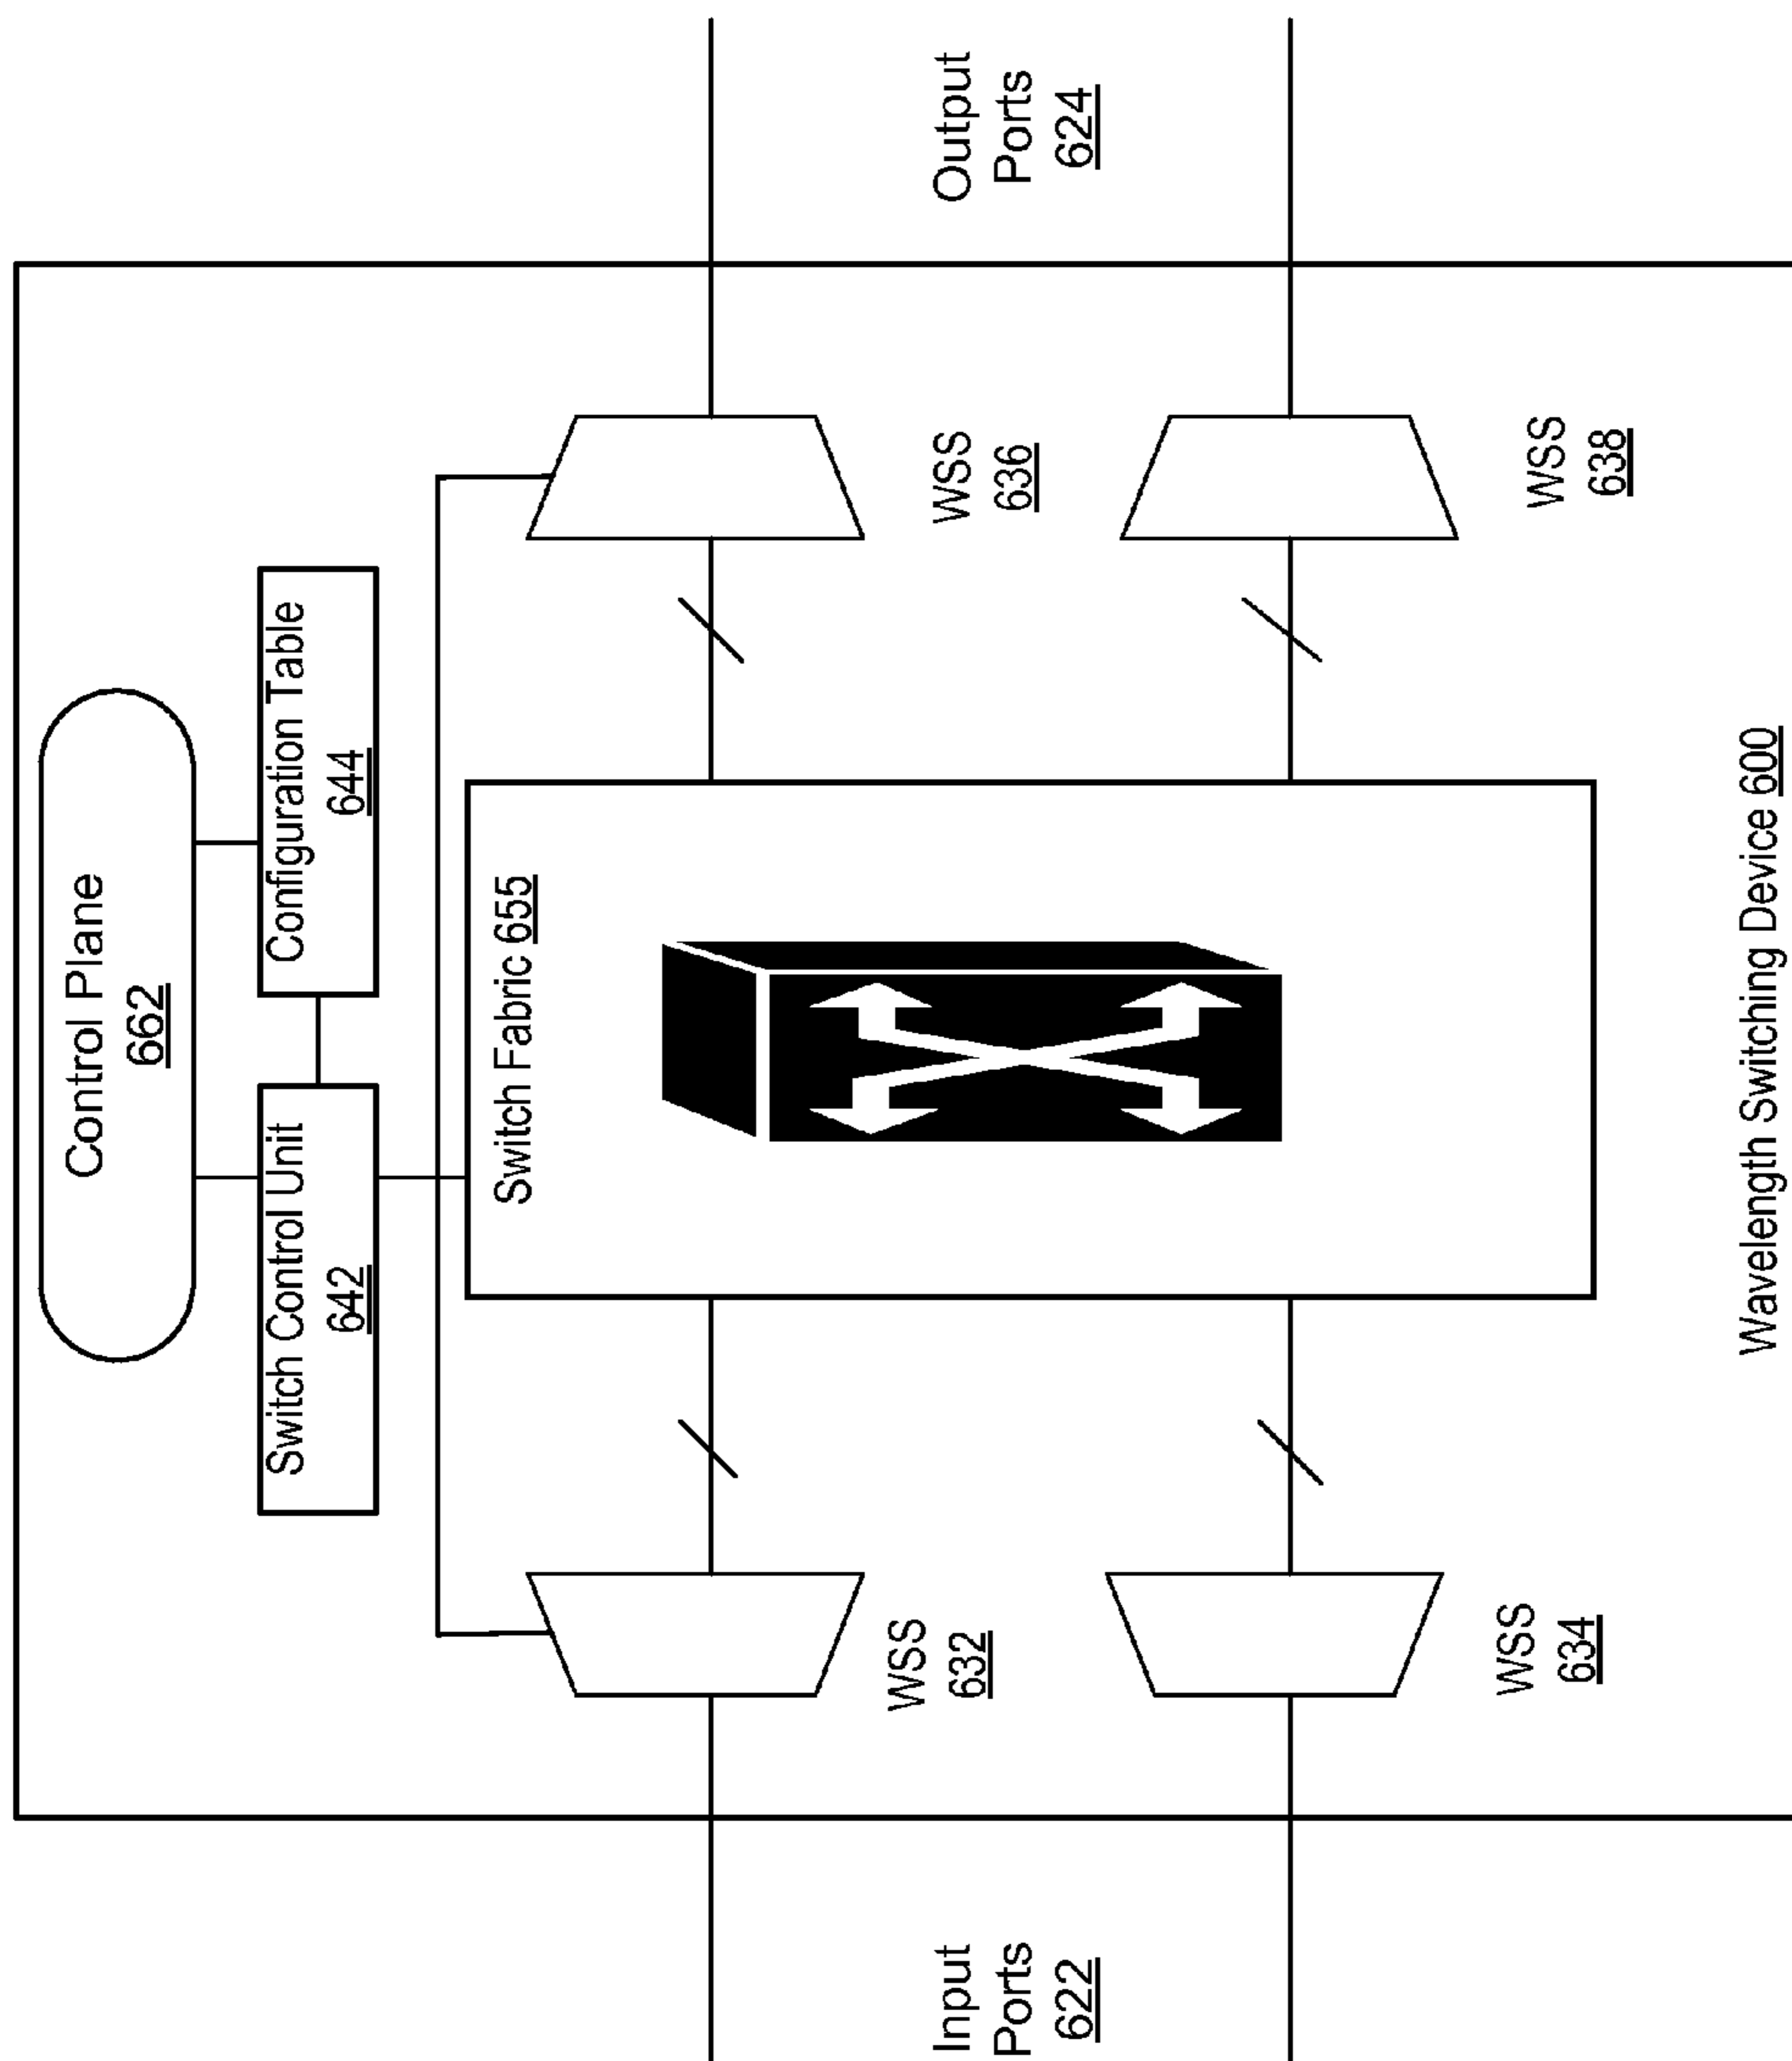 Control Plane
662
Switch Control Unit
642
Configuration Table
644
Switch Fabric 655
Input
Ports
622
WSS
632
WSS
636
Output
Ports
624
WSS
634
WSS
638
Wavelength Switching Device 600